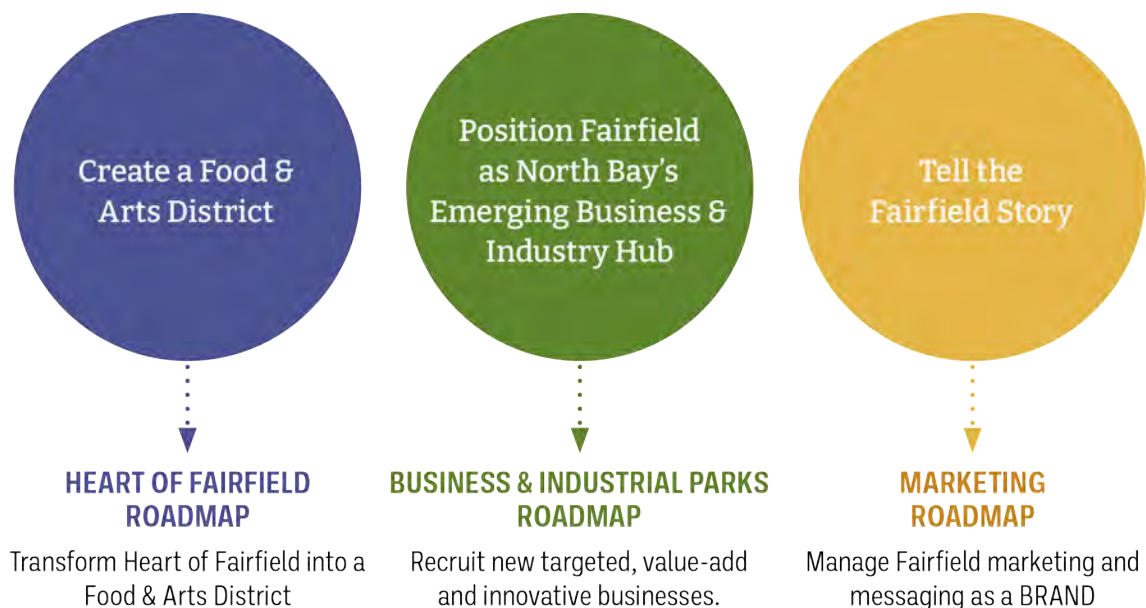 Create a Food &
Arts District
Position Fairfield
as North Bay's
Emerging Business &
Industry Hub
Tell the
Fairfield Story
HEART OF FAIRFIELD
ROADMAP
Transform Heart of Fairfield into a
Food & Arts District
BUSINESS & INDUSTRIAL PARKS
ROADMAP
Recruit new targeted, value-add
and innovative businesses.
MARKETING
ROADMAP
Manage Fairfield marketing and
messaging as a BRAND